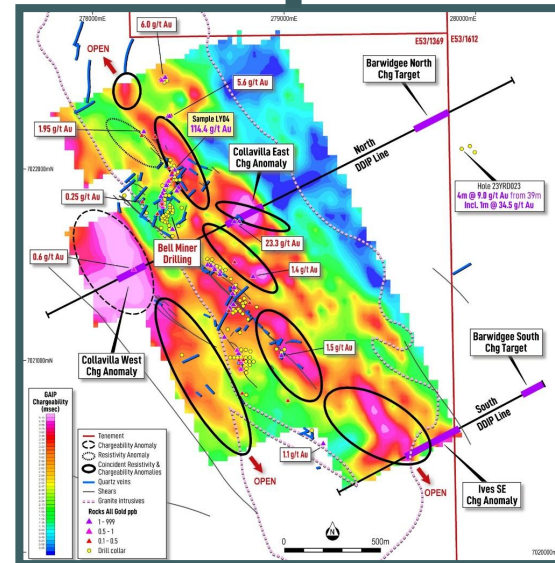 278000mE
279000mE
280000mE
E53/1369
E53/1612
6.0 g/t Au
OPEN
5.6 g/t Au
Barwidgee North
Chg Target
1.95 g/t Au
Sample LY04
114.4 g/t Au
Collavilla East
Chg Anomaly
North
DDIP Line
7022000mN
Hole 23YRD023
4m @ 9.0 g/t Au from 39m
Incl. 1m @ 34.5 g/t Au
0.25 g/t Au
Bell Miner
Drilling
23.3 g/t Au
0.6 g/t Au
1.4 g/t Au
Collavilla West
Chg Anomaly
Barwidgee South
Chg Target
7021000mN
1.5 g/t Au
South
DDIP Line
1.1 g/t Au
OPEN
OPEN
Ives SE
Chg Anomaly
GAIP
Chargeability
(msec)
Tenement
Chargeability Anomaly
Resistivity Anomaly
Coincident Resistivity &
Chargeability Anomalies
Quartz veins
Shears
Granite intrusives
Rocks All Gold ppb
1 - 999
0.5 - 1
0.1 - 0.5
Drill collar
N
0
500m
7020000mN